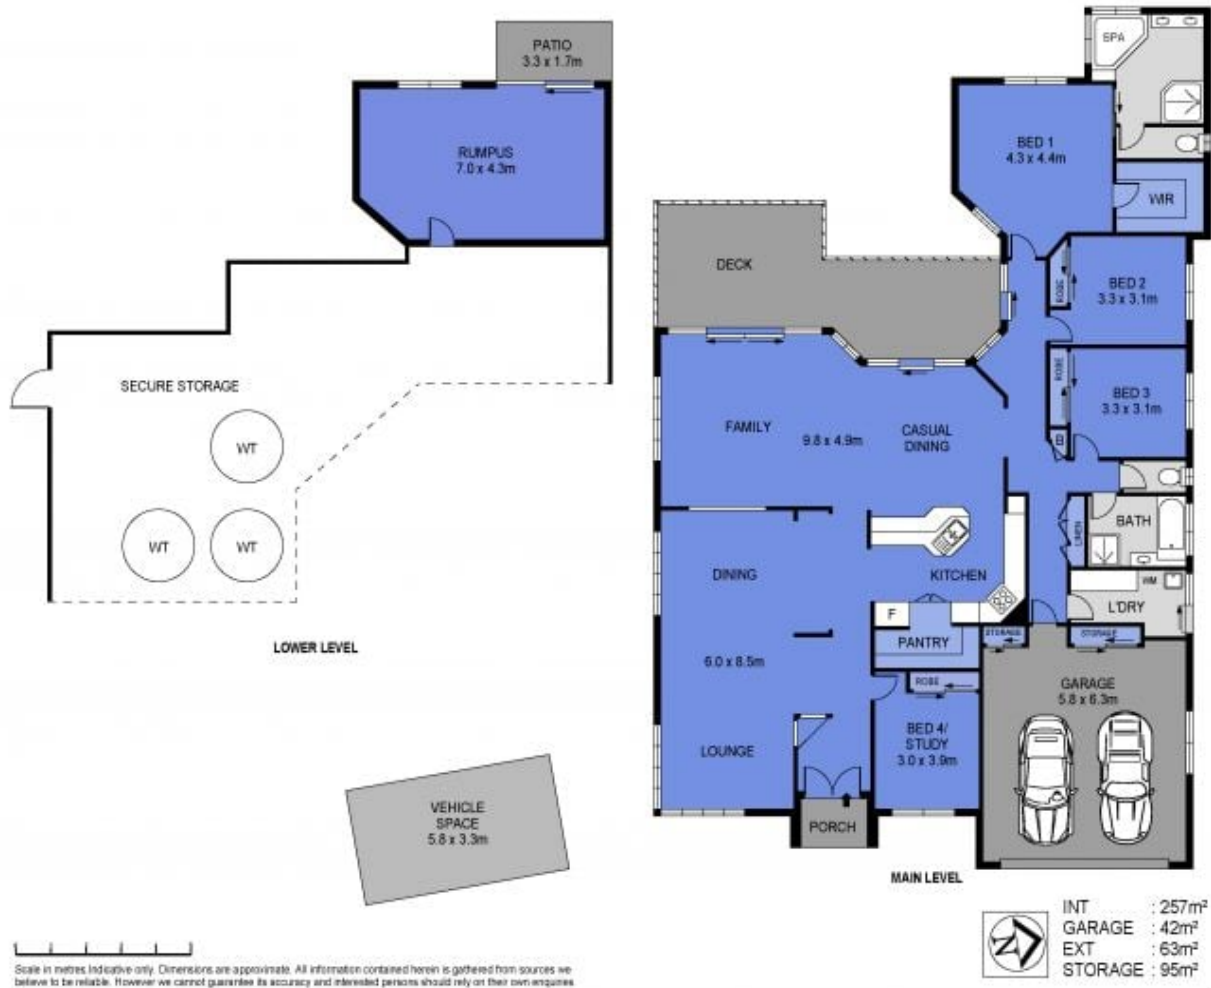 PATIO
3.3 x 1.7m
RUMPUS
7.0 x 4.3m
SECURE STORAGE
WT
WT
WT
LOWER LEVEL
VEHICLE
SPACE
5.8 x 3.3m
SPA
BED 1
4.3 x 4.4m
WIR
DECK
ROBE
BED 2
3.3 x 3.1m
ROBE
BED 3
3.3 x 3.1m
B
FAMILY
9.8 x 4.9m
CASUAL
DINING
LINEN
BATH
DINING
KITCHEN
WM
L'DRY
F
PANTRY
STORAGE
STORAGE
6.0 x 8.5m
ROBE
GARAGE
5.8 x 6.3m
BED 4/
STUDY
3.0 x 3.9m
LOUNGE
PORCH
MAIN LEVEL
N
INT : 257m²
GARAGE : 42m²
EXT : 63m²
STORAGE : 95m²
Scale in metres.Indicative only. Dimensions are approximate. All information contained herein is gathered from sources we
believe to be reliable. However we cannot guarantee its accuracy and interested persons should rely on their own enquiries